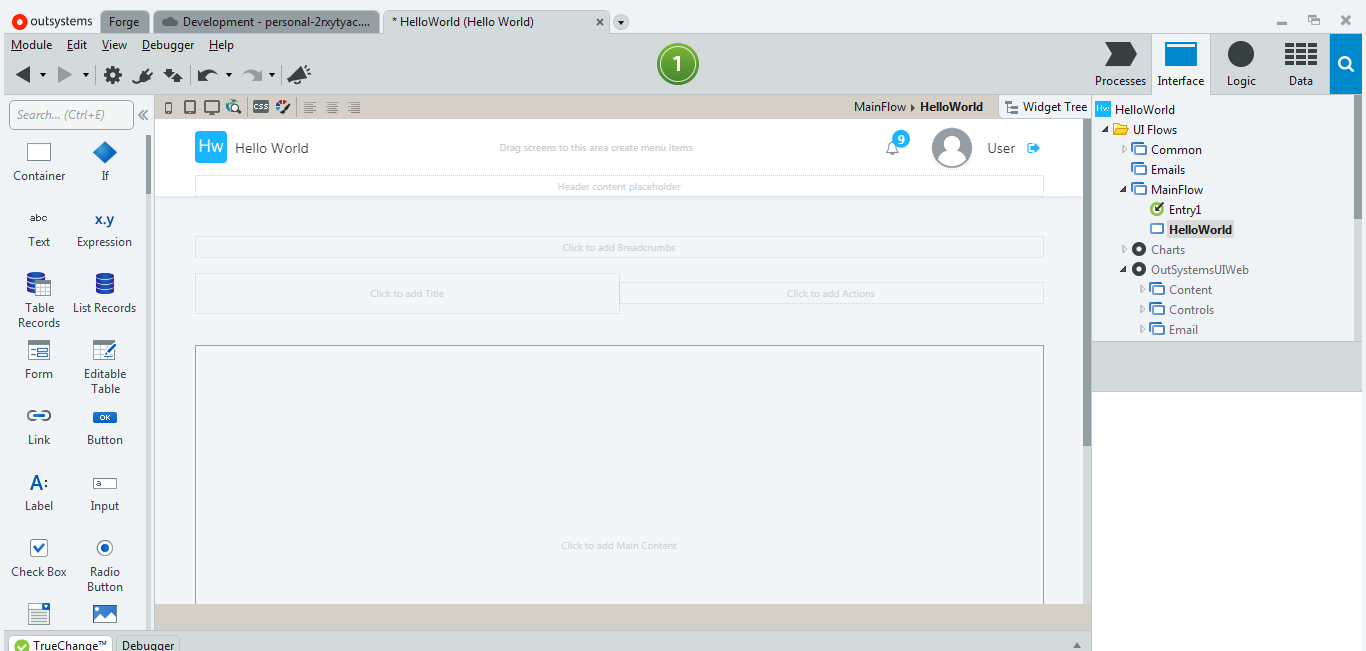 outsystems
Forge
Development - personal-2rxytyac....
* HelloWorld (Hello World)
Module Edit View Debugger Help
1
Processes Interface Logic Data
Search... (Ctrl+E)
CSS
MainFlow HelloWorld
Widget Tree
Container If
abc x.y
Text Expression
Table Records
List Records
Form
Editable Table
OK
Link Button
A: a
Label Input
Check Box
Radio Button
Hw Hello World
Drag screens to this area create menu items
9
User
Header content placeholder
Click to add Breadcrumbs
Click to add Title
Click to add Actions
Click to add Main Content
Hw HelloWorld
UI Flows
Common
Emails
MainFlow
Entry1
HelloWorld
Charts
OutSystemsUIWeb
Content
Controls
Email
TrueChange™ Debugger